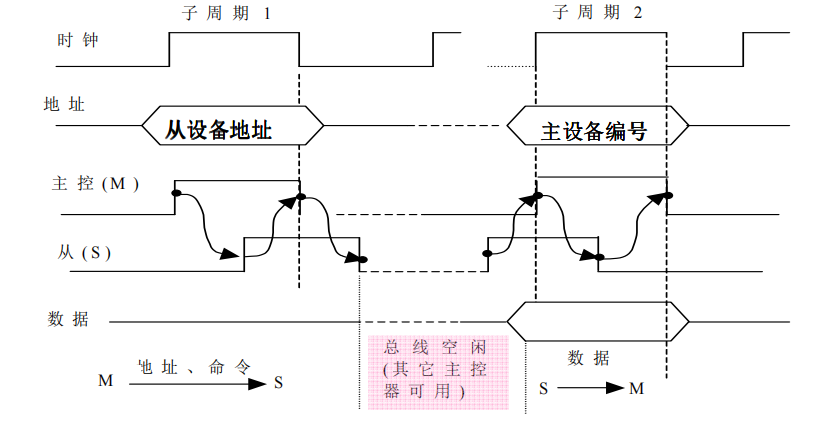 子周期 1
子周期 2
时钟
地址
从设备地址
主设备编号
主控(M)
从(S)
数据
总线空闲
(其它主控
器可用)
M
地址、命令
S
数据
S
M